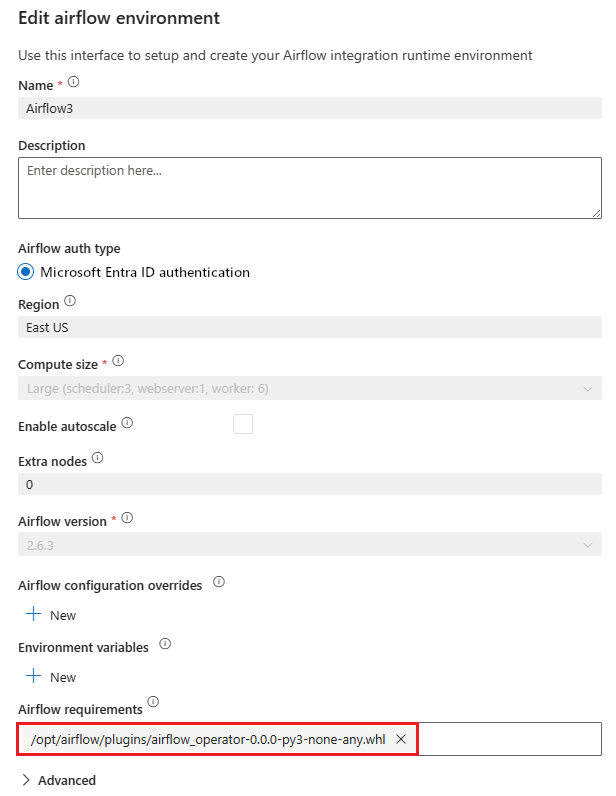 Edit airflow environment
Use this interface to setup and create your Airflow integration runtime environment
Name *
Airflow3
Description
Enter description here...
Airflow auth type
Microsoft Entra ID authentication
Region
East US
Compute size *
Large (scheduler:3, webserver:1, worker: 6)
Enable autoscale
Extra nodes
0
Airflow version *
2.6.3
Airflow configuration overrides
New
Environment variables
New
Airflow requirements
/opt/airflow/plugins/airflow_operator-0.0.0-py3-none-any.whl
Advanced